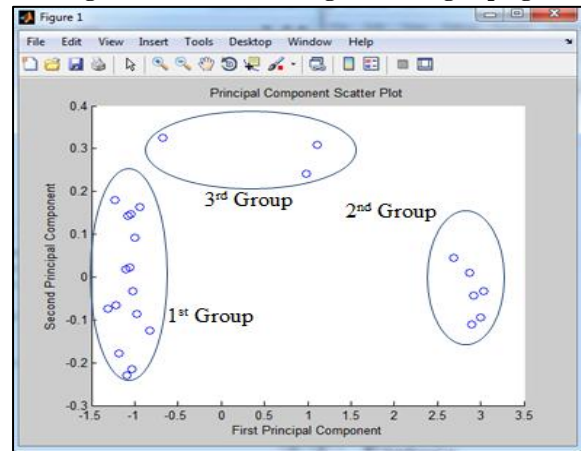 Figure 1
File Edit View Insert Tools Desktop Window Help
Principal Component Scatter Plot
0.4
0.3
0.2
0.1
0
-0.1
-0.2
-0.3
Second Principal Component
3rd Group
2nd Group
1st Group
-1.5 -1 -0.5 0 0.5 1 1.5 2 2.5 3 3.5
First Principal Component